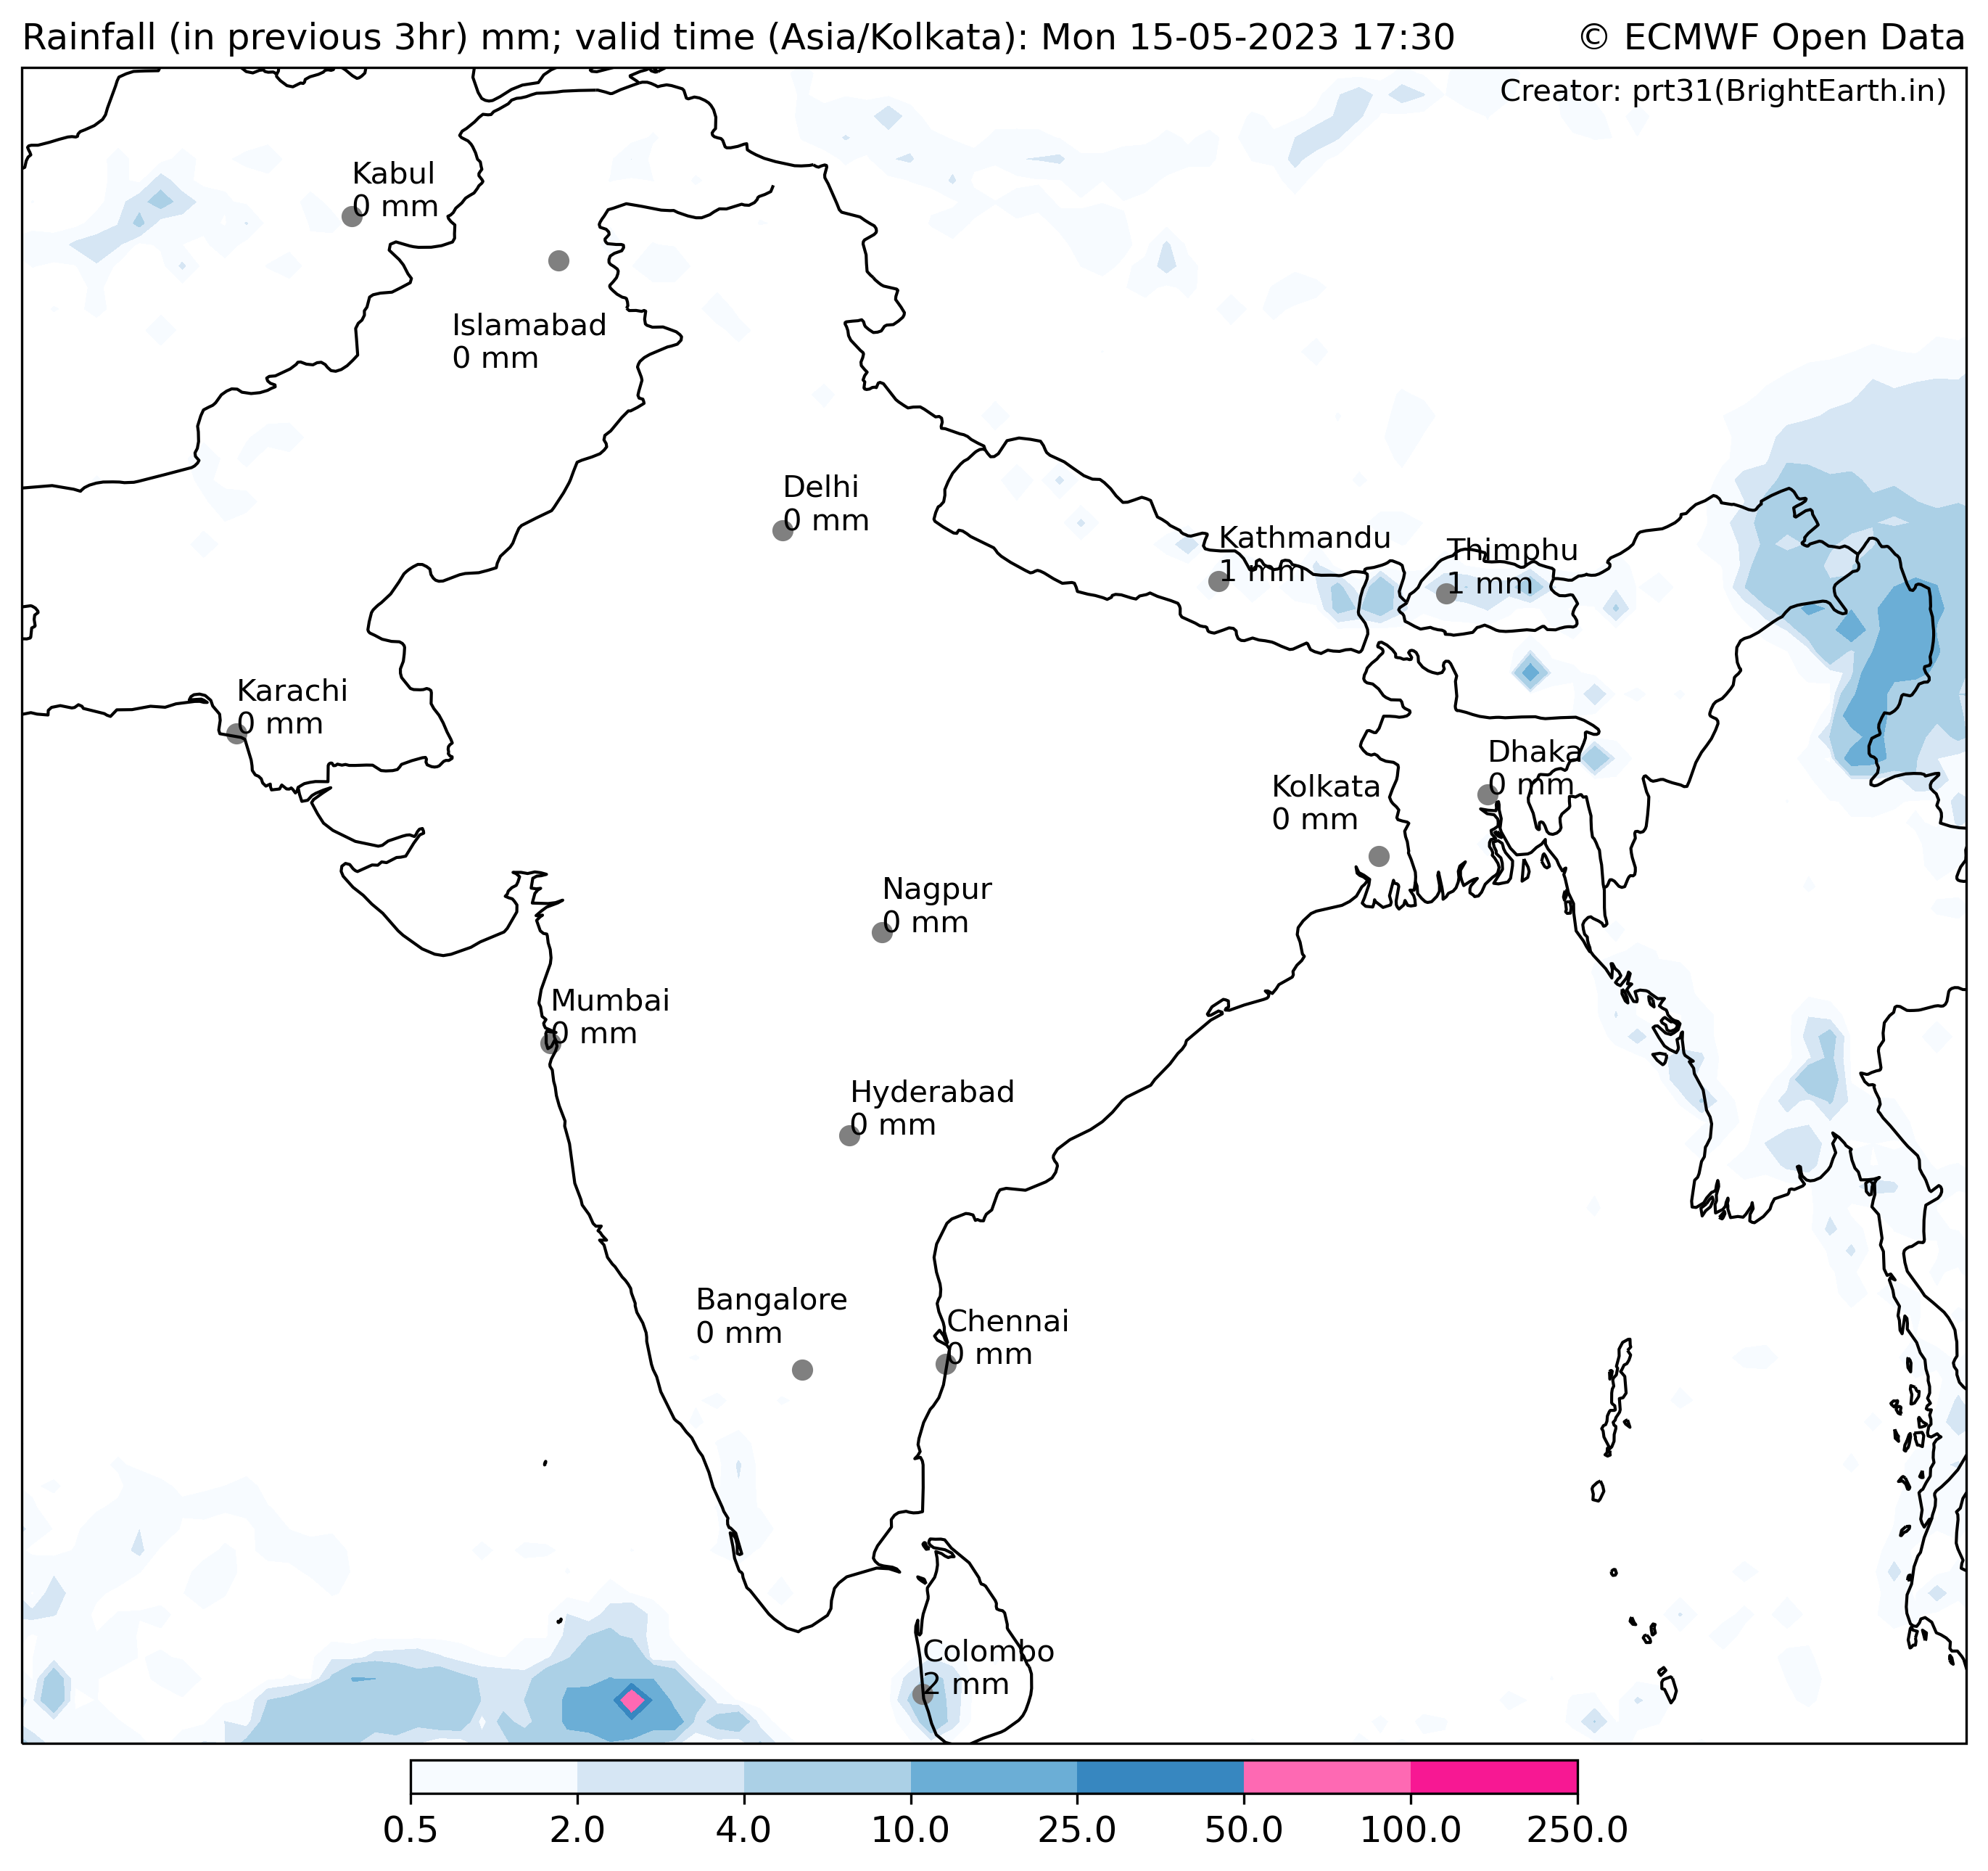 Rainfall (in previous 3hr) mm; valid time (Asia/Kolkata): Mon 15-05-2023 17:30
© ECMWF Open Data
Creator: prt31(BrightEarth.in)
Kabul
0 mm
Islamabad
0 mm
Delhi
0 mm
Kathmandu
1 mm
Thimphu
1 mm
Karachi
0 mm
Dhaka
0 mm
Kolkata
0 mm
Nagpur
0 mm
Mumbai
0 mm
Hyderabad
0 mm
Bangalore
0 mm
Chennai
0 mm
Colombo
2 mm
0.5 2.0 4.0 10.0 25.0 50.0 100.0 250.0